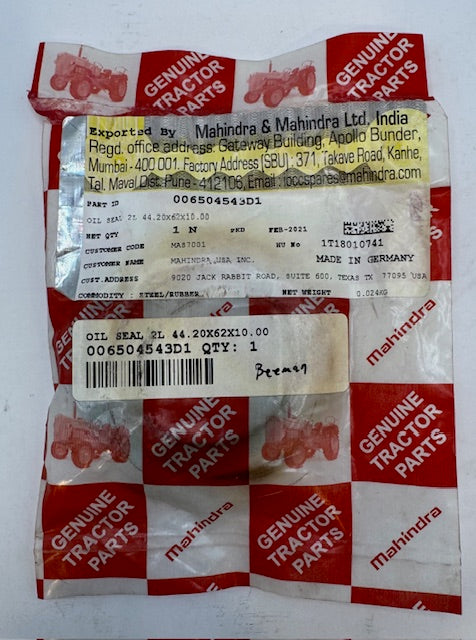 GENUINE
TRACTOR
PARTS
GENUINE
TRACTOR
PARTS
Exported By Mahindra & Mahindra Ltd, India
Regd. office address: Gateway Building, Apollo Bunder,
Mumbai - 400 001. Factory Address [SBU] : 371, Takave Road, Kanhe,
Tal. Maval Dist. Pune - 412106, Email : loccspares@mahindra.com
PART ID 006504543D1
OIL SEAL 2L 44.20X62X10.00
NET QTY 1 N PKD FEB-2021
CUSTOMER CODE MAS7001 HU No 1T18010741
CUSTOMER NAME MAHINDRA USA INC. MADE IN GERMANY
CUST.ADDRESS 9020 JACK RABBIT ROAD, SUITE 600, TEXAS TX 77095 USA
COMMODITY : STEEL/RUBBER NET WEIGHT 0.024KG
Mahindra
OIL SEAL 2L 44.20X62X10.00
006504543D1 QTY: 1
GENUINE
TRACTOR
PARTS
GENUINE
TRACTOR
PARTS
GENUINE
TRACTOR
PARTS
Mahindra
GENUINE
TRACTOR
PARTS
Mahindra